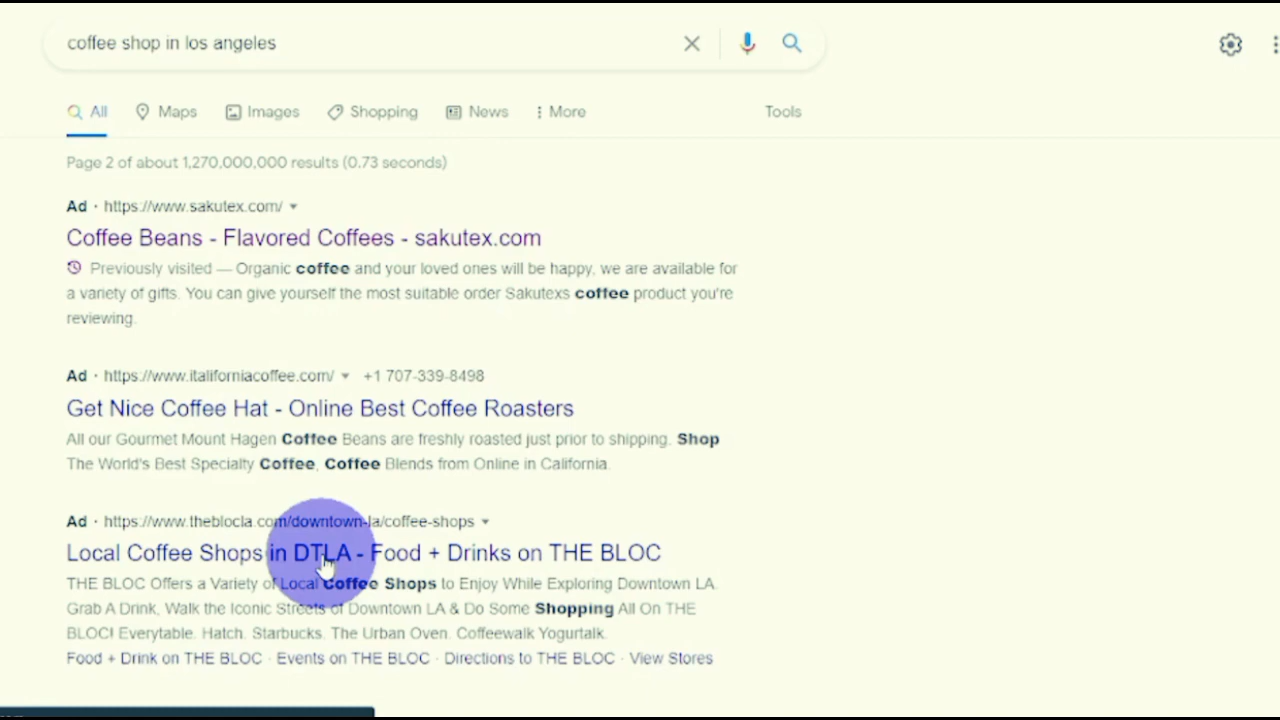 coffee shop in los angeles
All Maps Images Shopping News More Tools
Page 2 of about 1,270,000,000 results (0.73 seconds)
Ad · https://www.sakutex.com/
Coffee Beans - Flavored Coffees - sakutex.com
Previously visited — Organic coffee and your loved ones will be happy, we are available for
a variety of gifts. You can give yourself the most suitable order Sakutexs coffee product you're
reviewing.
Ad · https://www.italiforniacoffee.com/ +1 707-339-8498
Get Nice Coffee Hat - Online Best Coffee Roasters
All our Gourmet Mount Hagen Coffee Beans are freshly roasted just prior to shipping. Shop
The World's Best Specialty Coffee, Coffee Blends from Online in California.
Ad · https://www.theblocla.com/downtown-la/coffee-shops
Local Coffee Shops in DTLA - Food + Drinks on THE BLOC
THE BLOC Offers a Variety of Local Coffee Shops to Enjoy While Exploring Downtown LA.
Grab A Drink, Walk the Iconic Streets of Downtown LA & Do Some Shopping All On THE
BLOC! Everytable. Hatch. Starbucks. The Urban Oven. Coffeewalk Yogurtalk.
Food + Drink on THE BLOC · Events on THE BLOC · Directions to THE BLOC · View Stores